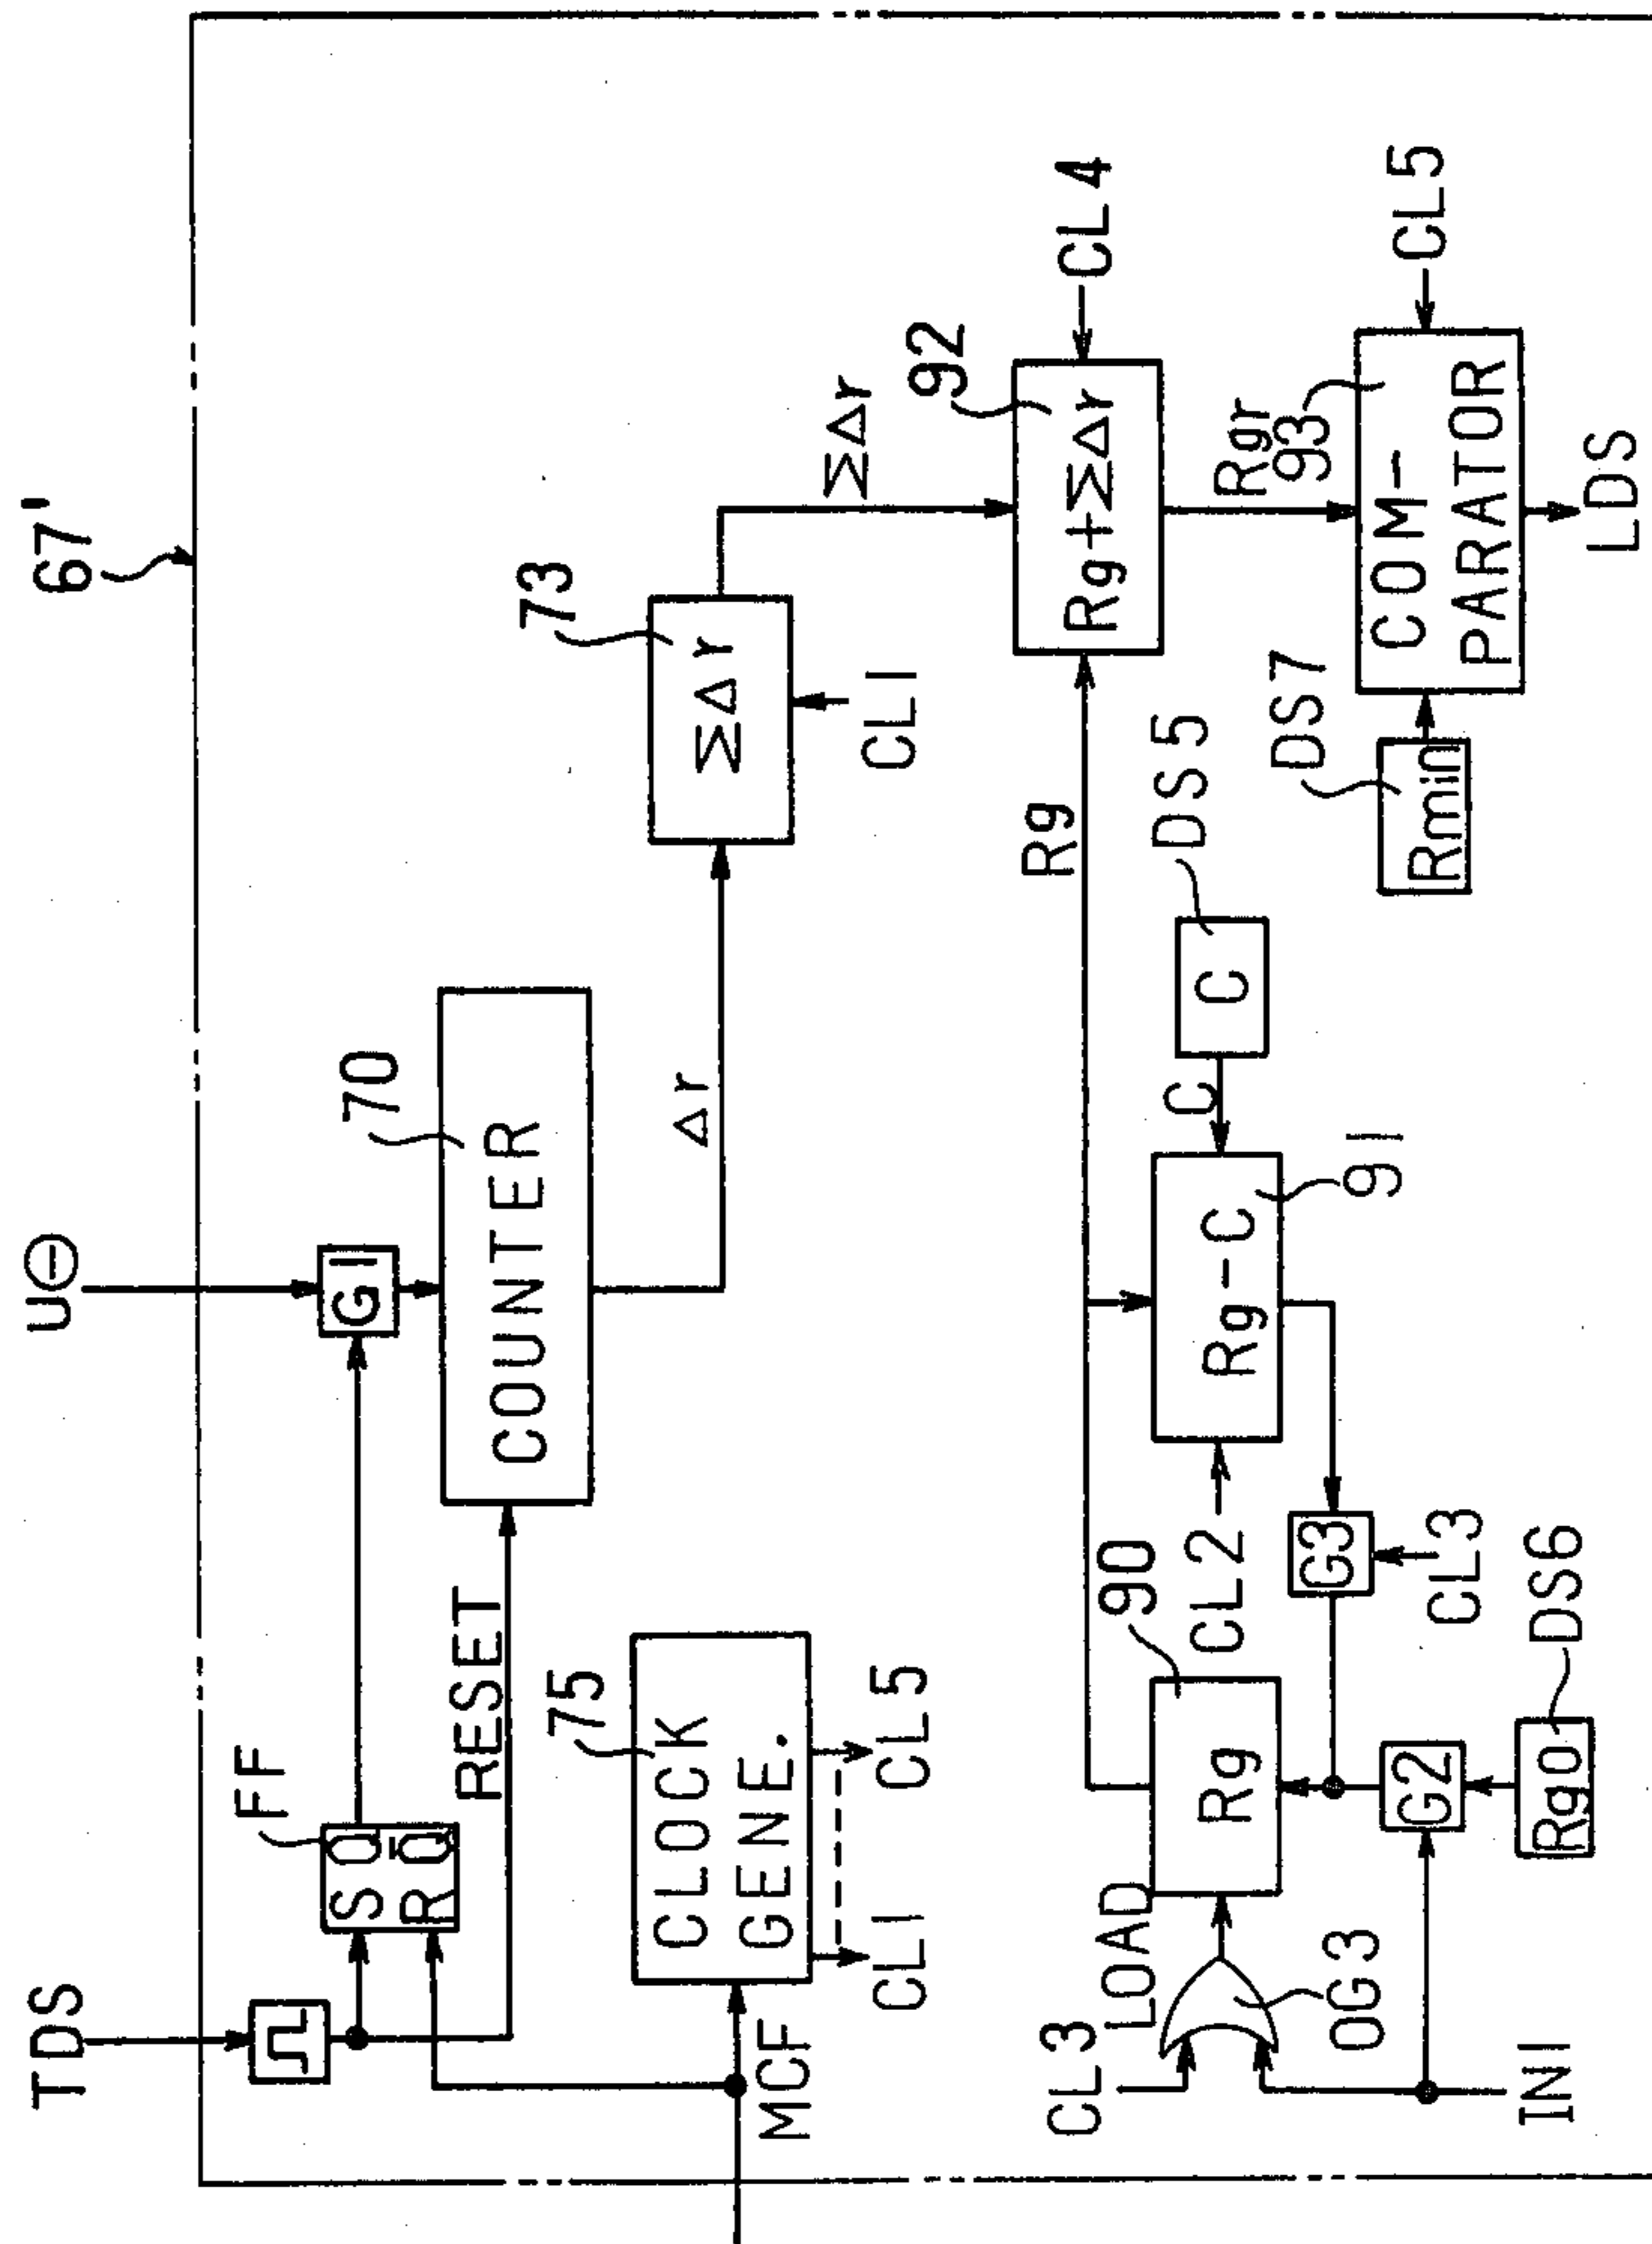 67'
TDS
U⊖
FF
S Q
R Q̄
G1
70
COUNTER
RESET
75
CLOCK
GENE.
CL1
CL5
MCF
Δr
73
ΣΔr
CL1
ΣΔr
92
Rg+ΣΔr
CL4
Rg
Rgr
93
COM-
PARATOR
CL5
LDS
DS7
Rmin
DS5
C
C
91
Rg-C
CL2
G3
CL3
90
Rg
LOAD
CL3
OG3
INI
G2
Rgo
DS6